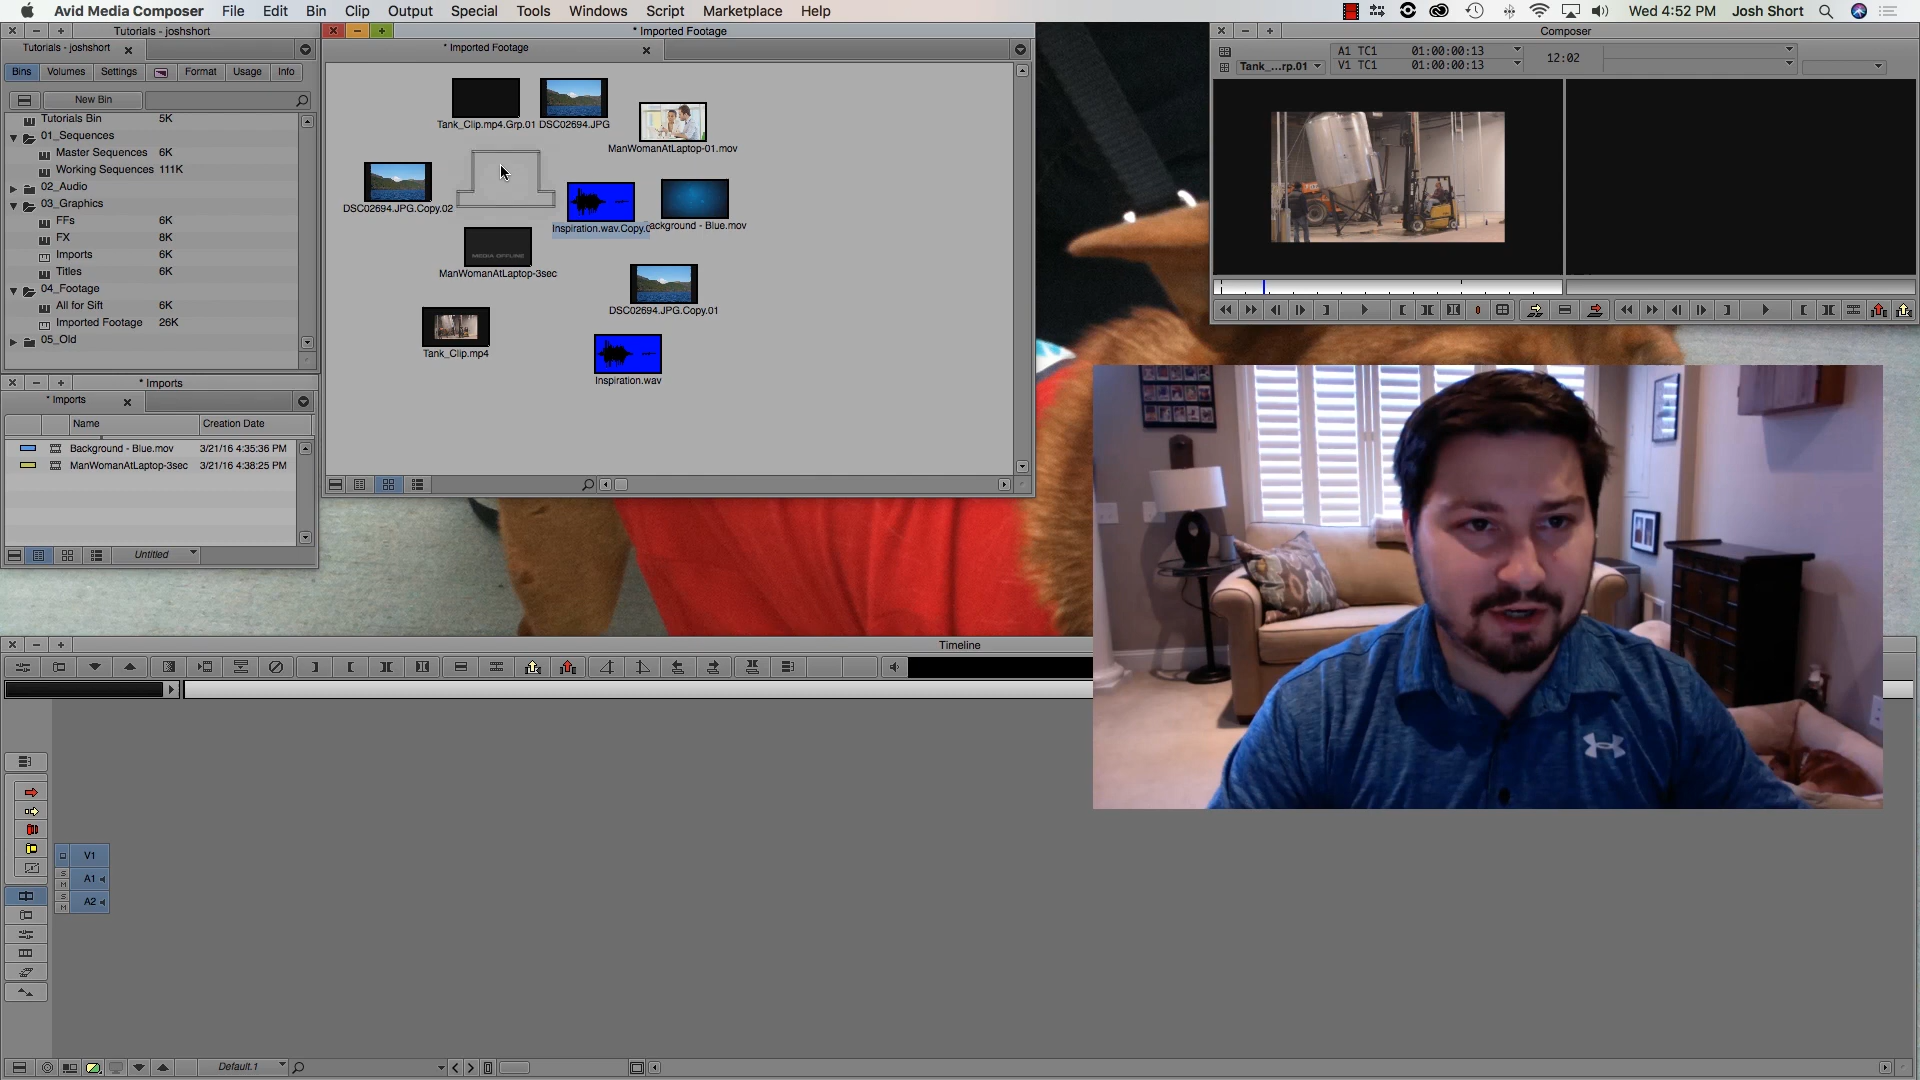 Avid Media Composer File Edit Bin Clip Output Special Tools Windows Script Marketplace Help
Wed 4:52 PM Josh Short
Tutorials - joshshort
Tutorials - joshshort
Bins Volumes Settings Format Usage Info
New Bin
Tutorials Bin 5K
01_Sequences
Master Sequences 6K
Working Sequences 111K
02_Audio
03_Graphics
FFs 6K
FX 8K
Imports 6K
Titles 6K
04_Footage
All for Sift 6K
Imported Footage 26K
05_Old
* Imports
* Imports
Name Creation Date
Background - Blue.mov 3/21/16 4:35:36 PM
ManWomanAtLaptop-3sec 3/21/16 4:38:25 PM
Untitled
* Imported Footage
* Imported Footage
Tank_Clip.mp4.Grp.01 DSC02694.JPG
ManWomanAtLaptop-01.mov
DSC02694.JPG.Copy.02
Inspiration.wav.Copy.0
ackground - Blue.mov
MEDIA OFFLINE
ManWomanAtLaptop-3sec
DSC02694.JPG.Copy.01
Tank_Clip.mp4
Inspiration.wav
Composer
A1 TC1 01:00:00:13
Tank_...rp.01 V1 TC1 01:00:00:13
12:02
Timeline
V1
S
M
A1
S
M
A2
Default.1